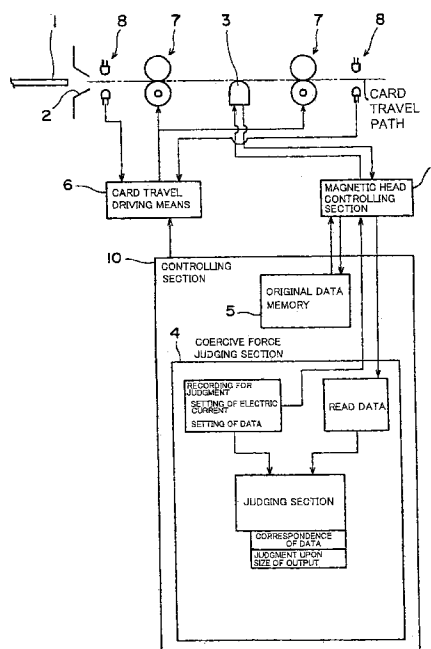 1
8
7
3
7
8
2
CARD
TRAVEL
PATH
6
CARD TRAVEL
DRIVING MEANS
MAGNETIC HEAD
CONTROLLING
SECTION
10
CONTROLLING
SECTION
ORIGINAL DATA
MEMORY
5
COERCIVE FORCE
JUDGING SECTION
4
RECORDING FOR
JUDGMENT
SETTING OF ELECTRIC
CURRENT
SETTING OF DATA
READ DATA
JUDGING SECTION
CORRESPONDENCE
OF DATA
JUDGMENT UPON
SIZE OF OUTPUT